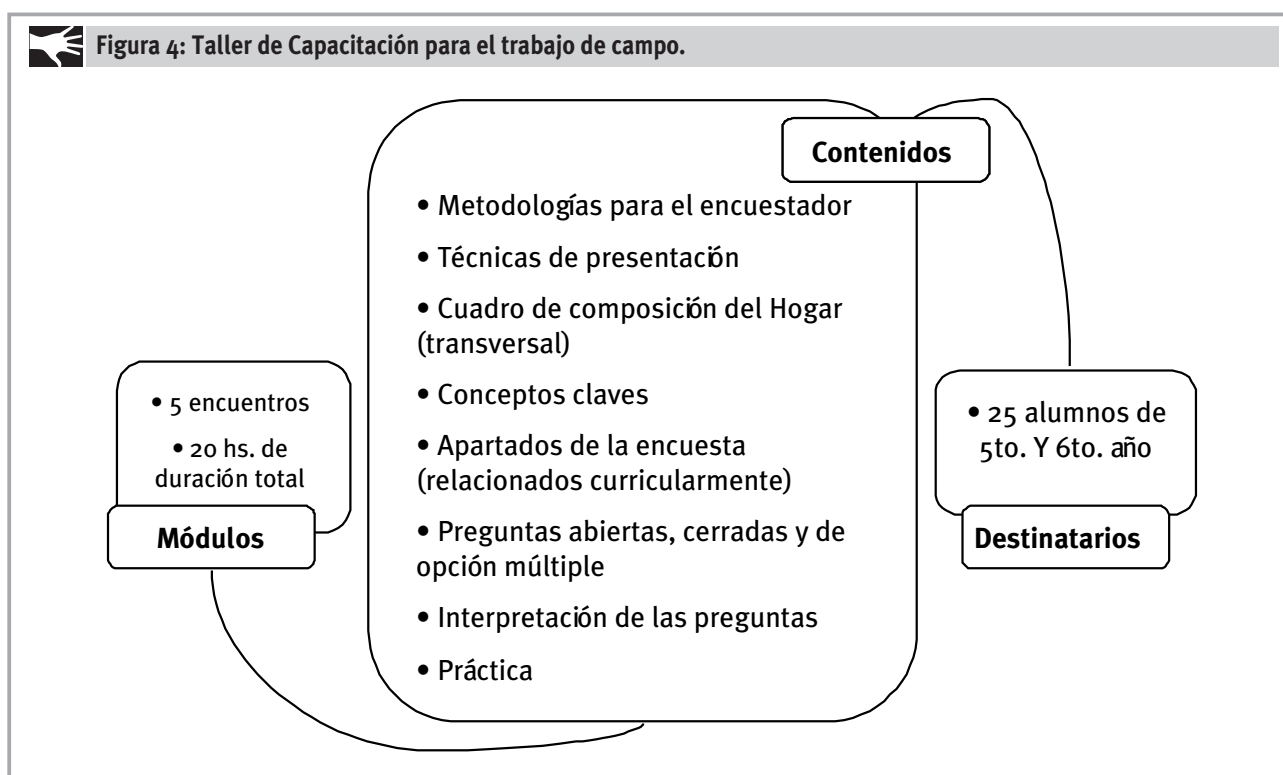 Figura 4: Taller de Capacitación para el trabajo de campo.
• 5 encuentros
• 20 hs. de
duración total
Módulos
Contenidos
• Metodologías para el encuestador
• Técnicas de presentación
• Cuadro de composición del Hogar
(transversal)
• Conceptos claves
• Apartados de la encuesta
(relacionados curricularmente)
• Preguntas abiertas, cerradas y de
opción múltiple
• Interpretación de las preguntas
• Práctica
• 25 alumnos de
5to. Y 6to. año
Destinatarios